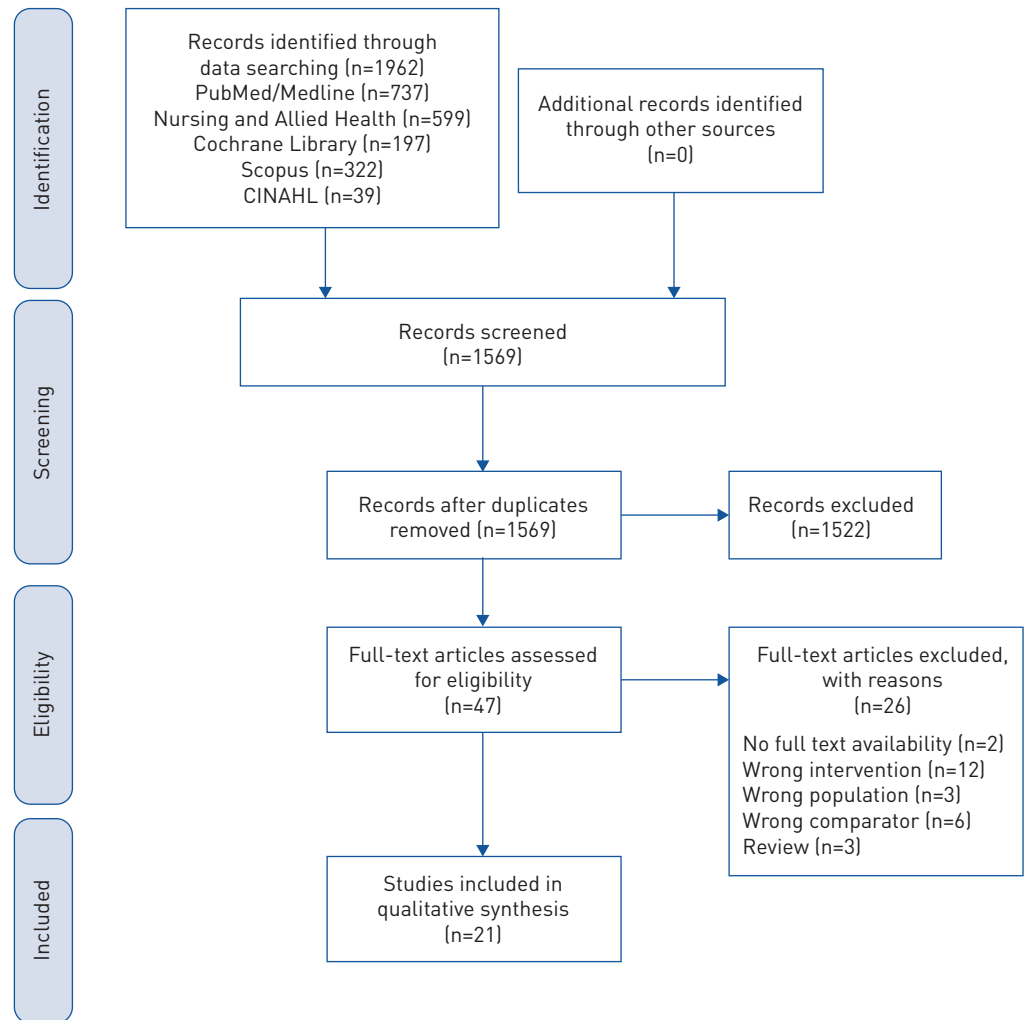 Identification
Records identified through
data searching (n=1962)
PubMed/Medline (n=737)
Nursing and Allied Health (n=599)
Cochrane Library (n=197)
Scopus (n=322)
CINAHL (n=39)
Additional records identified
through other sources
(n=0)
Screening
Records screened
(n=1569)
Records after duplicates
removed (n=1569)
Records excluded
(n=1522)
Eligibility
Full-text articles assessed
for eligibility
(n=47)
Full-text articles excluded,
with reasons
(n=26)
No full text availability (n=2)
Wrong intervention (n=12)
Wrong population (n=3)
Wrong comparator (n=6)
Review (n=3)
Included
Studies included in
qualitative synthesis
(n=21)